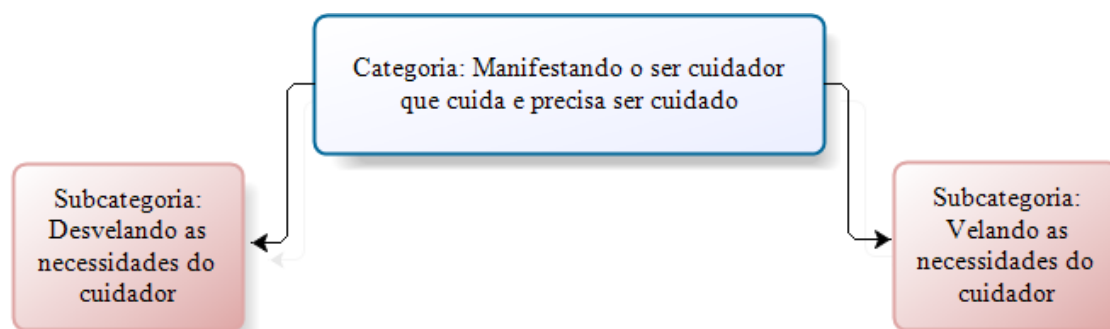 Categoria: Manifestando o ser cuidador
que cuida e precisa ser cuidado
Subcategoria:
Desvelando as
necessidades do
cuidador
Subcategoria:
Velando as
necessidades do
cuidador